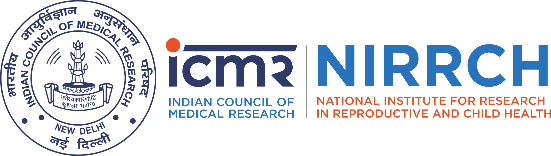 भारतीय आयुर्विज्ञान अनुसंधान परिषद
INDIAN COUNCIL OF MEDICAL RESEARCH
NEW DELHI
नई दिल्ली
icmr
INDIAN COUNCIL OF
MEDICAL RESEARCH
NIRRCH
NATIONAL INSTITUTE FOR RESEARCH
IN REPRODUCTIVE AND CHILD HEALTH